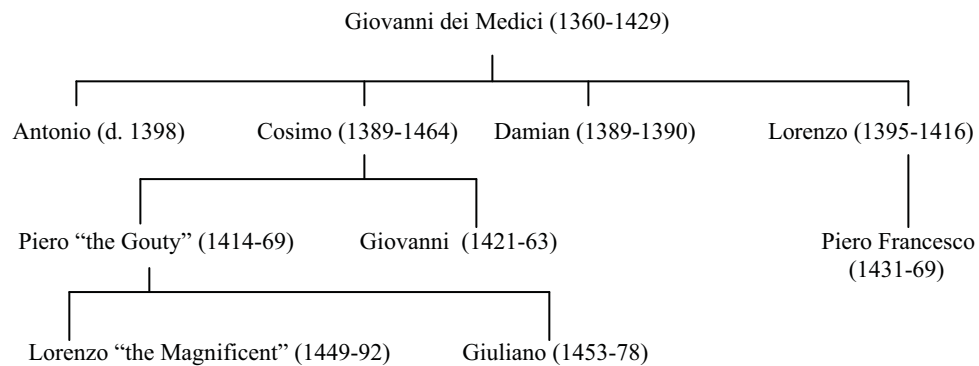 Giovanni dei Medici (1360-1429)
Antonio (d. 1398) Cosimo (1389-1464) Damian (1389-1390) Lorenzo (1395-1416)
Piero “the Gouty” (1414-69) Giovanni (1421-63) Piero Francesco
(1431-69)
Lorenzo “the Magnificent” (1449-92) Giuliano (1453-78)